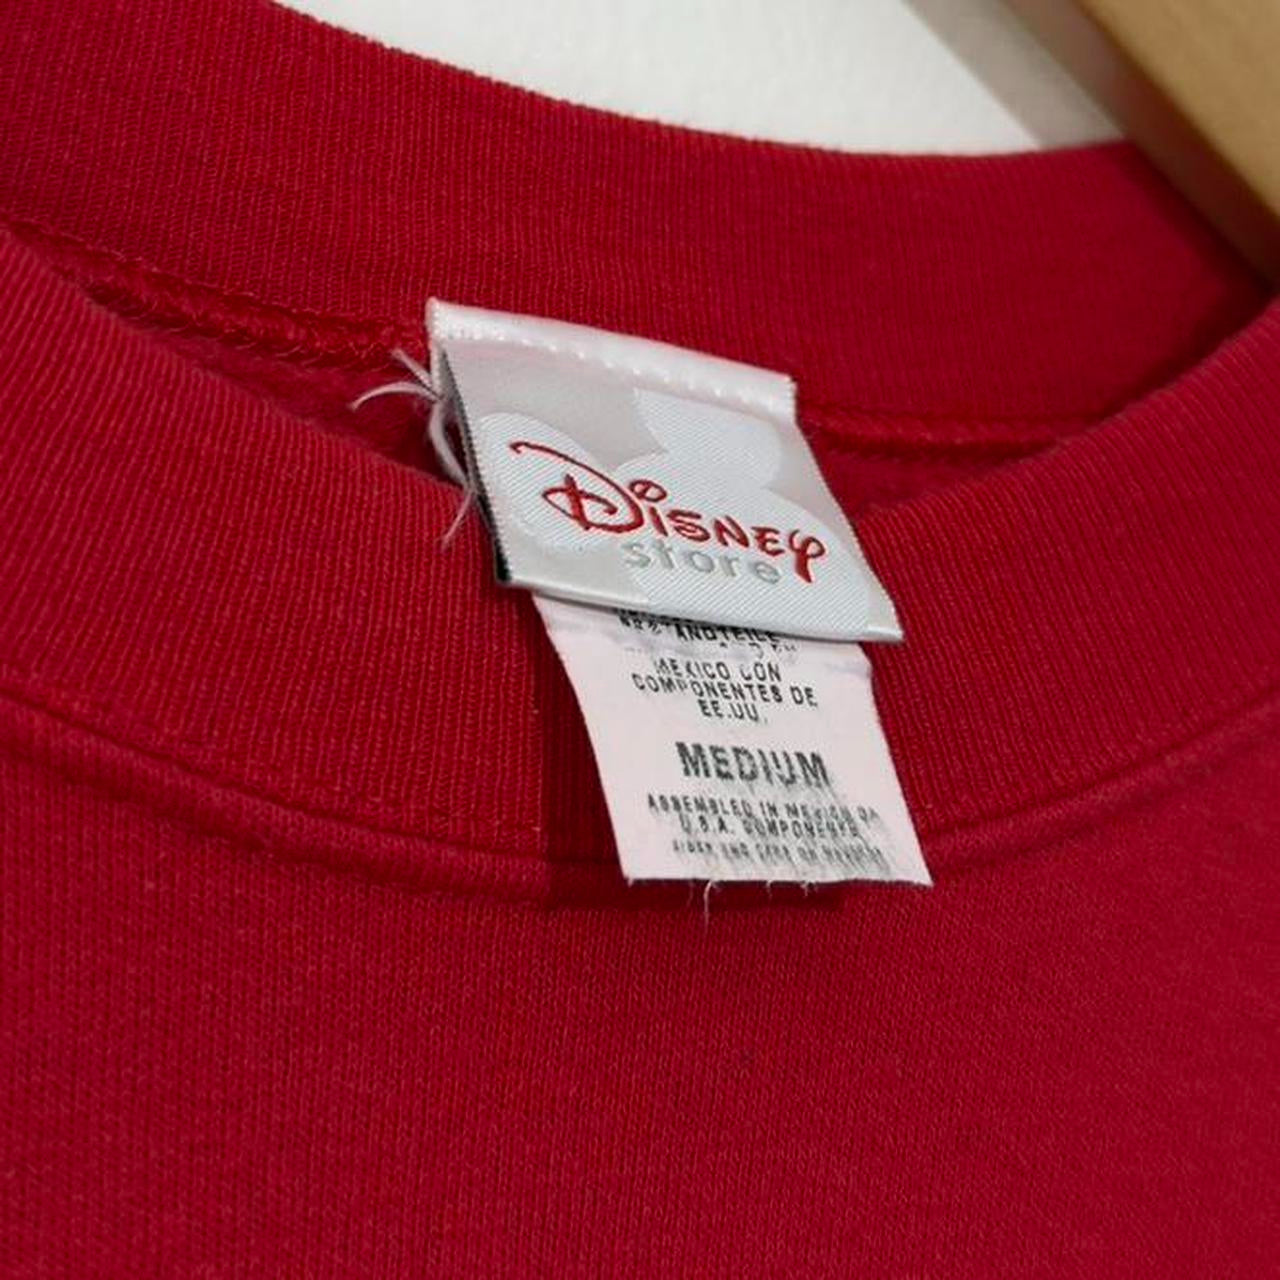 Disney
store
MEXICO CON
COMPONENTES DE
EE.UU.
MEDIUM
ASSEMBLED IN MEXICO OF
U.S.A. COMPONENTS